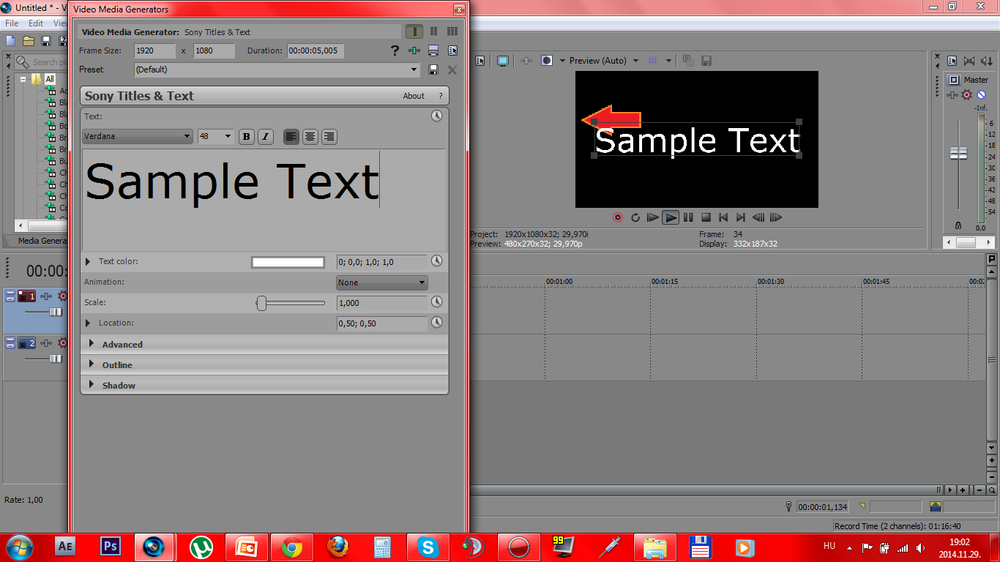 Untitled * - V
Video Media Generators
File Edit Vie
Video Media Generator: Sony Titles & Text
Frame Size: 1920 x 1080 Duration: 00:00:05,005 ?
Preset: (Default)
Search pl
All
Ad
Bla
Bla
Bo
Br
Br
Bu
Ch
Ch
Ch
Co
Media Genera
Sony Titles & Text About ?
Text:
Verdana 48 B I
Sample Text
Text color: 0; 0,0; 1,0; 1,0
Animation: None
Scale: 1,000
Location: 0,50; 0,50
Advanced
Outline
Shadow
Preview (Auto)
Sample Text
Project: 1920x1080x32; 29,970i Frame: 34
Preview: 480x270x32; 29,970p Display: 332x187x32
Master
-Inf.
6
12
18
24
30
36
42
48
54
0,0
00:00:
00:01:00 00:01:15 00:01:30 00:01:45 00:0
1
2
Rate: 1,00
00:00:01,134
Record Time (2 channels): 01:16:40
AE Ps 99 HU 19:02
2014.11.29.